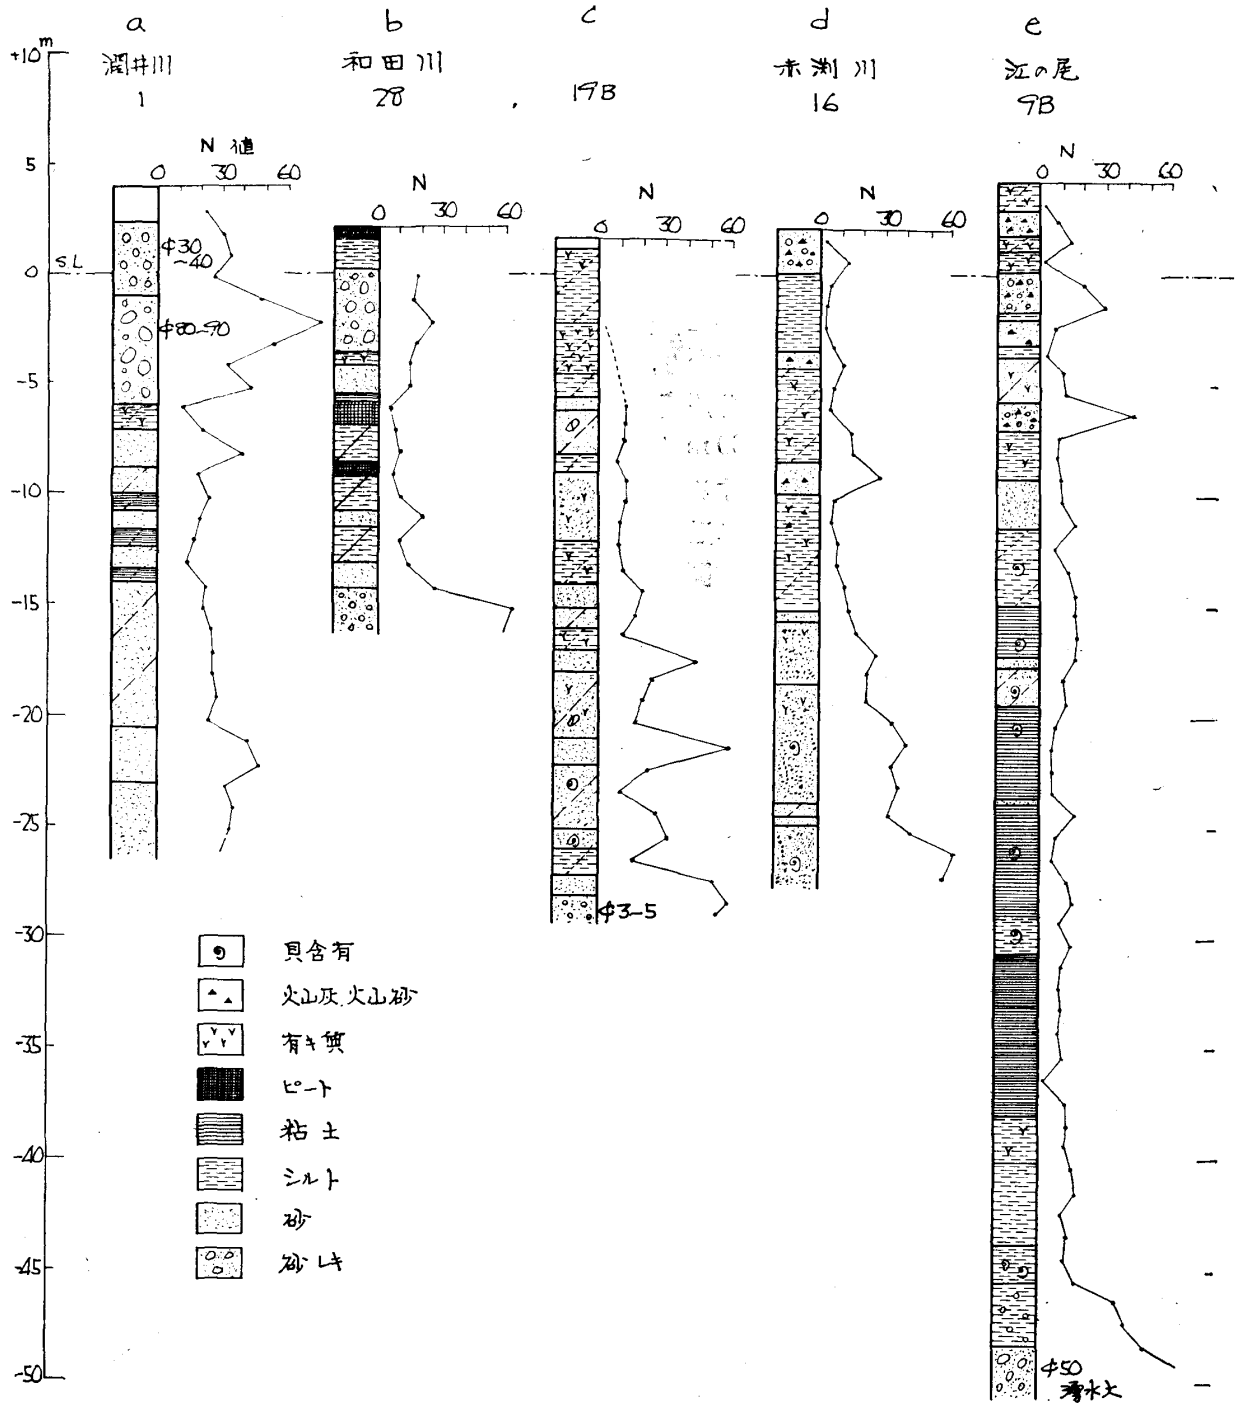 a
b
c
d
e
潤井川
和田川
赤渕川
江の尾
1
28
19B
16
9B
N 値
N
N
N
N
0 30 60
0 30 60
0 30 60
0 30 60
0 30 60
+10m
5
0
-5
-10
-15
-20
-25
-30
-35
-40
-45
-50
S.L
φ30
~40
φ80-90
φ3-5
φ50
湧水大
貝含有
火山灰.火山砂
有キ質
ピート
粘土
シルト
砂
砂レキ